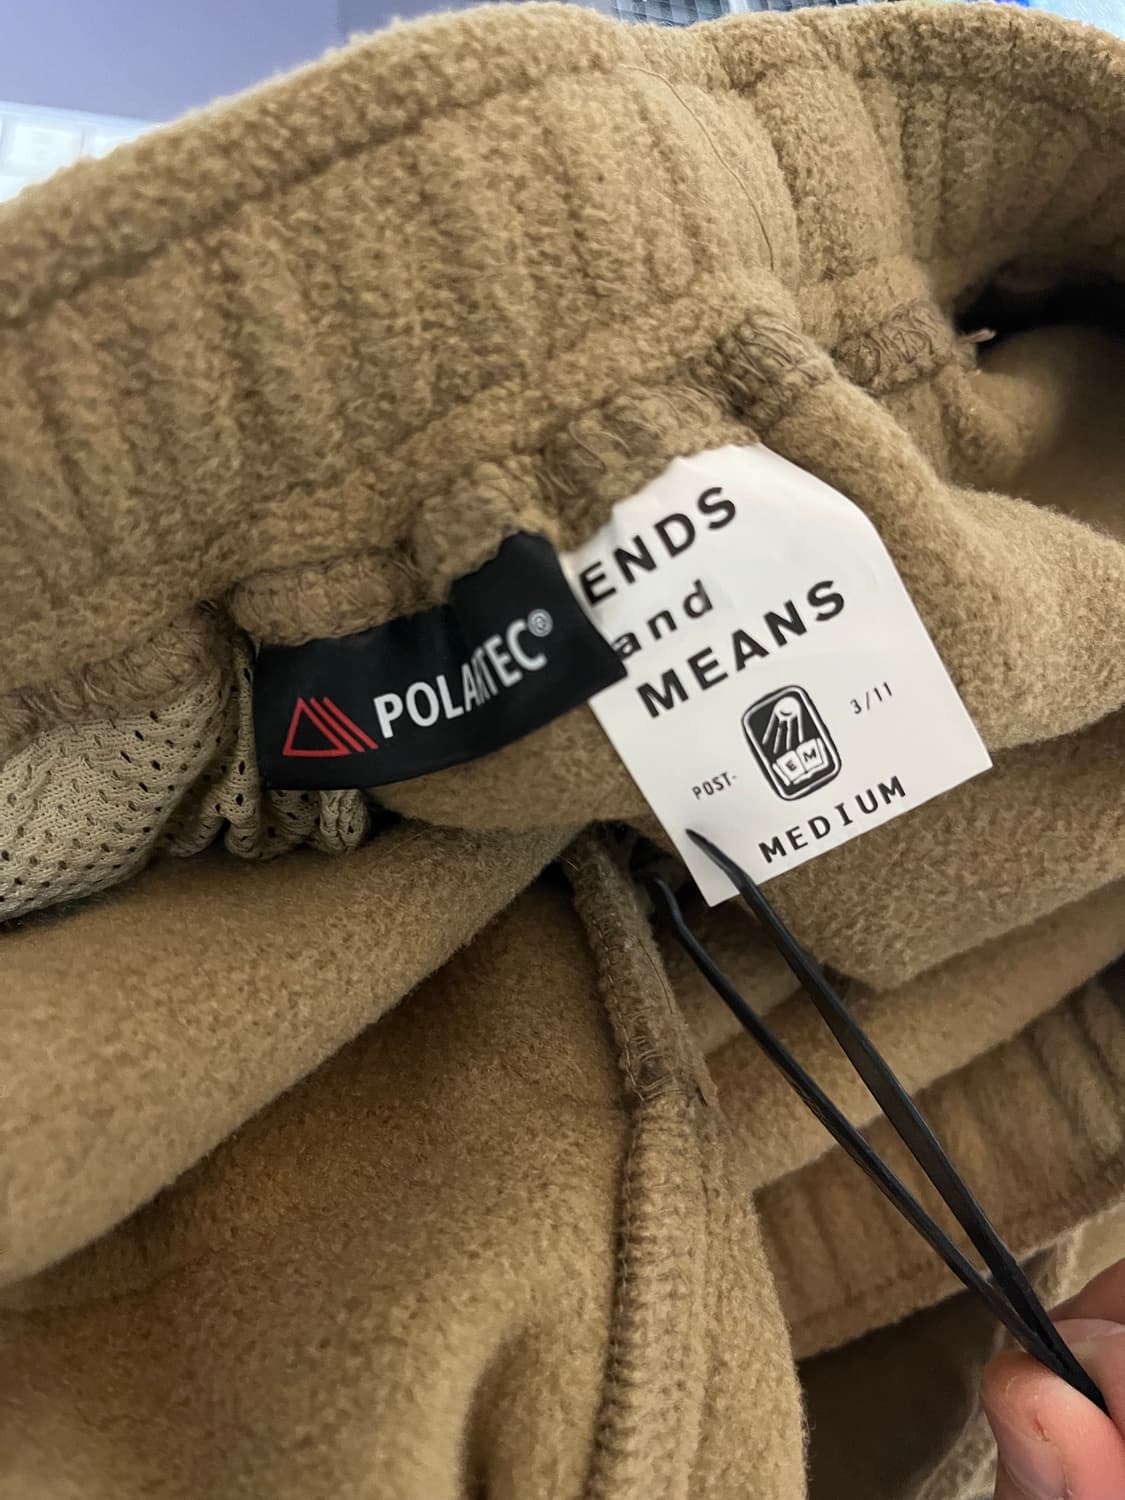 POLARTEC®
ENDS
and
MEANS
POST- 3/11
E M
MEDIUM